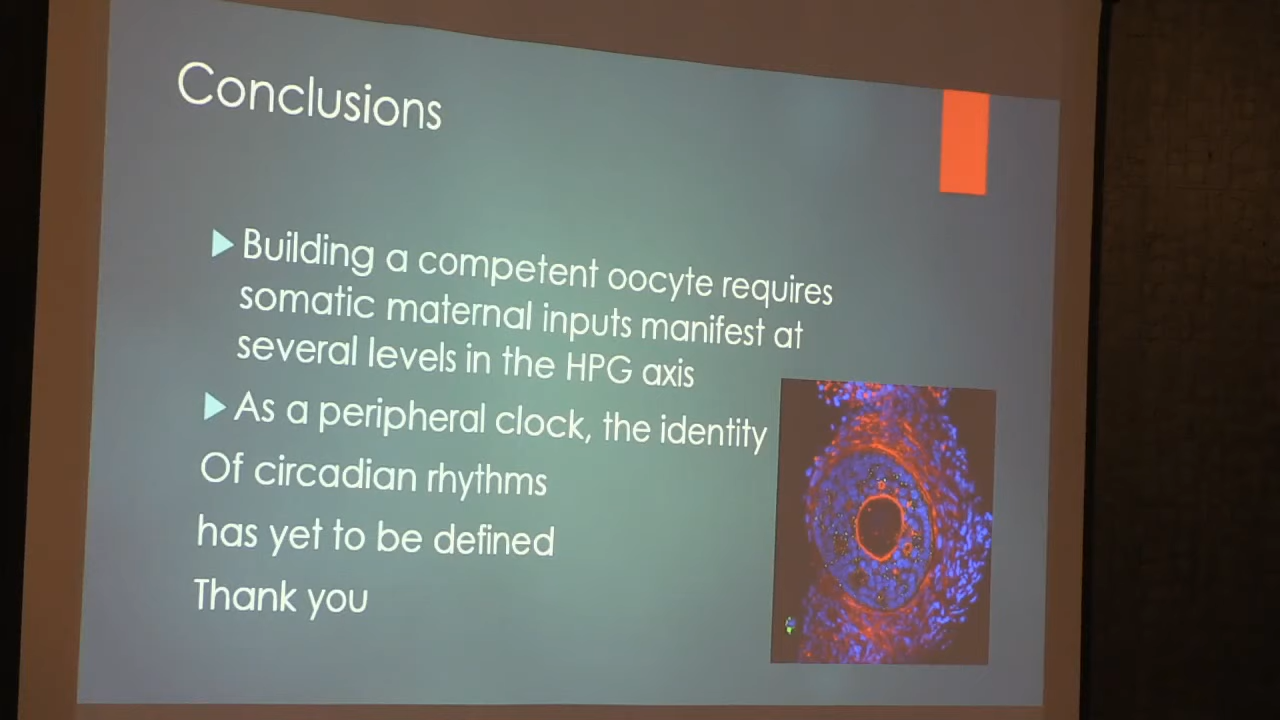 Conclusions
Building a competent oocyte requires
somatic maternal inputs manifest at
several levels in the HPG axis
As a peripheral clock, the identity
Of circadian rhythms
has yet to be defined
Thank you